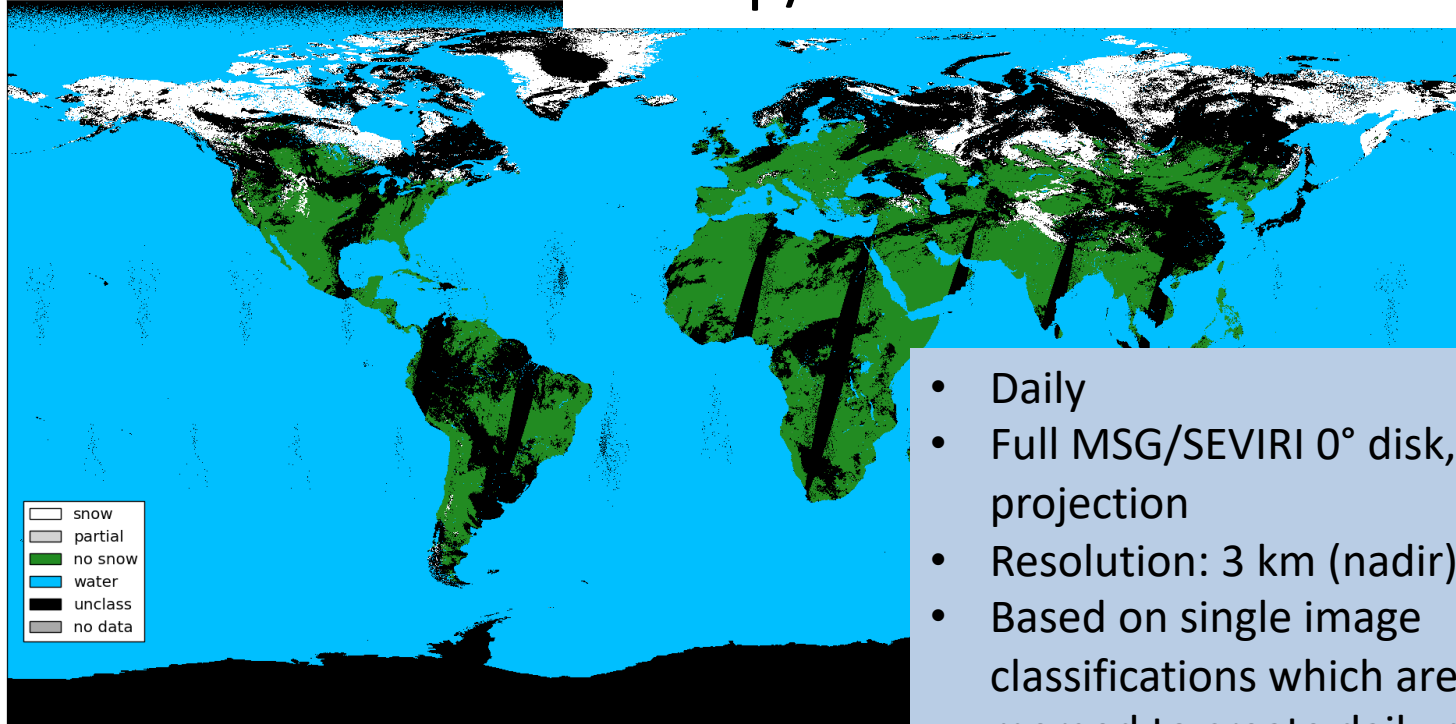 snow
partial
no snow
water
unclass
no data
• Daily
• Full MSG/SEVIRI 0° disk,
projection
• Resolution: 3 km (nadir)
• Based on single image
classifications which are